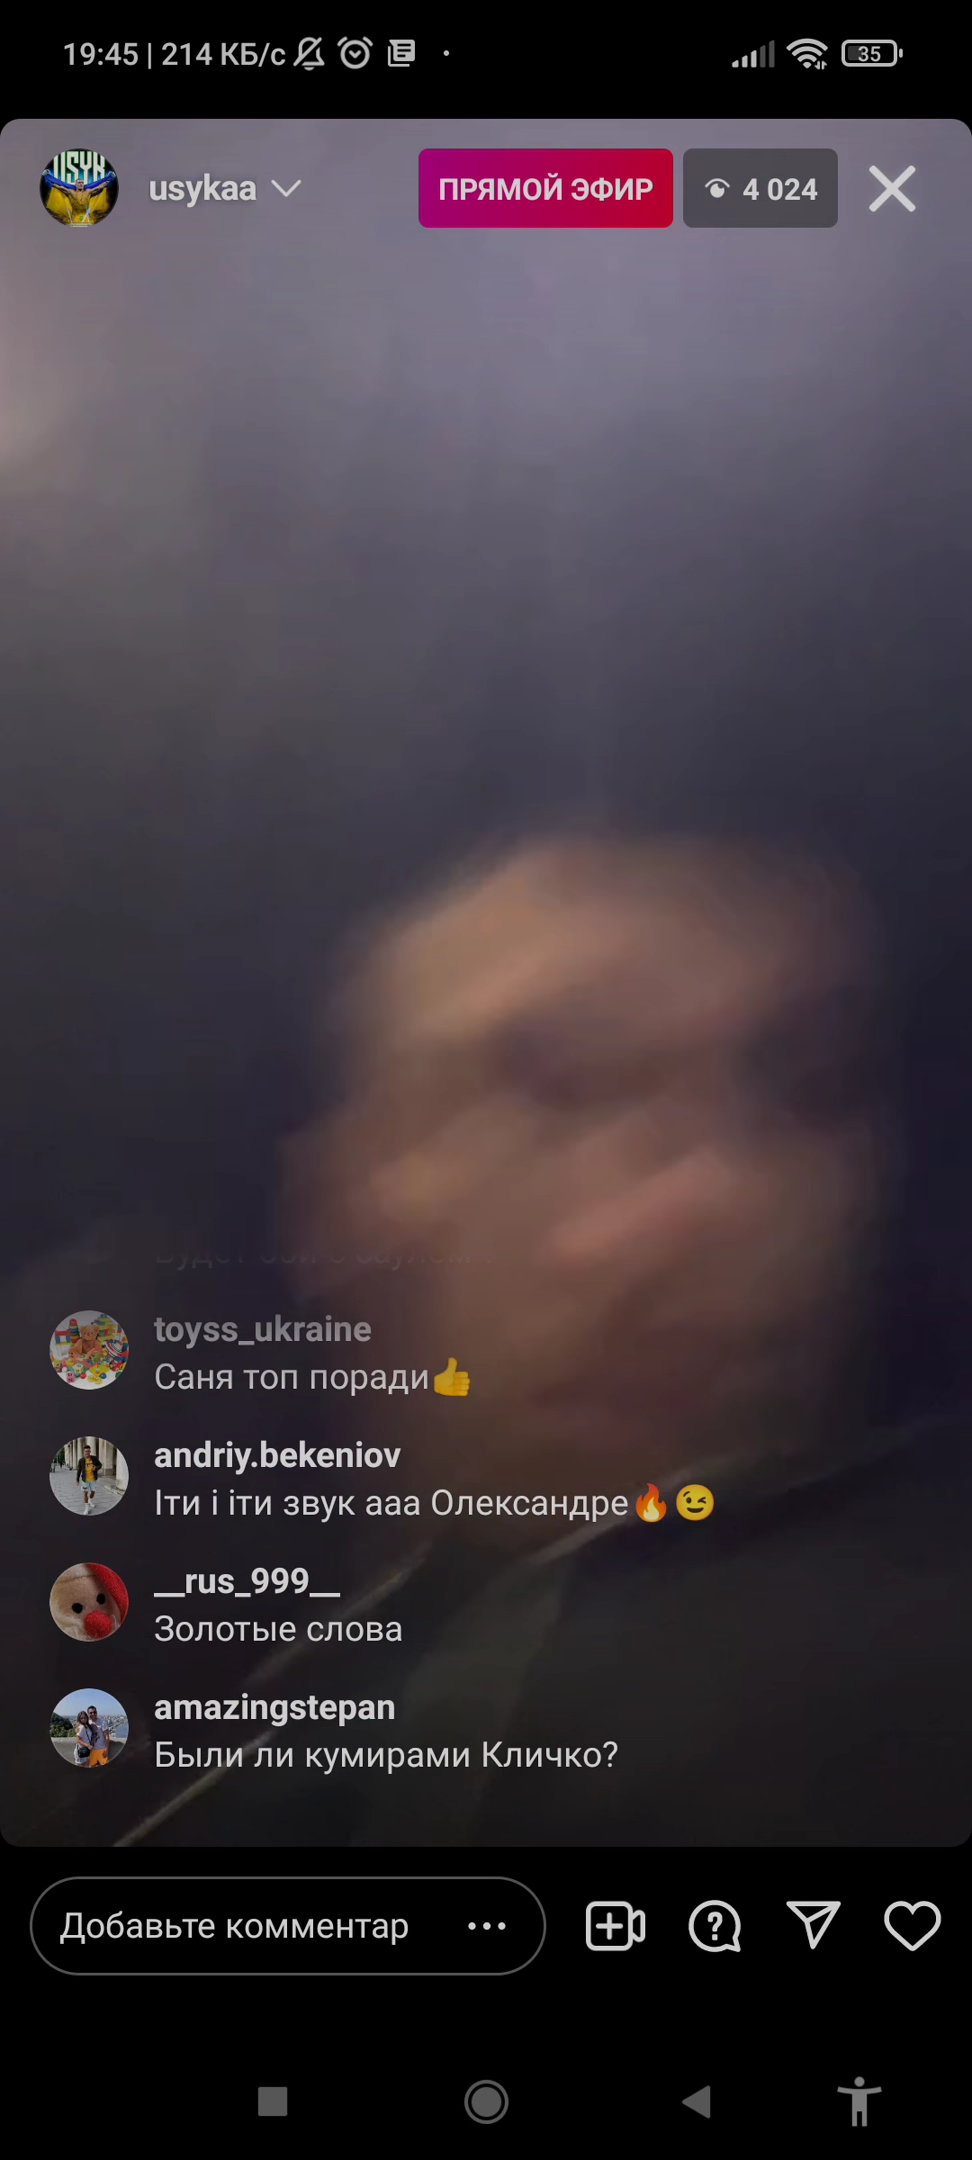 19:45 | 214 КБ/с
35
USYK
usykaa
ПРЯМОЙ ЭФИР
4 024
toyss_ukraine
Саня топ поради👍
andriy.bekeniov
Іти і іти звук ааа Олександре🔥😉
__rus_999__
Золотые слова
amazingstepan
Были ли кумирами Кличко?
Добавьте комментар